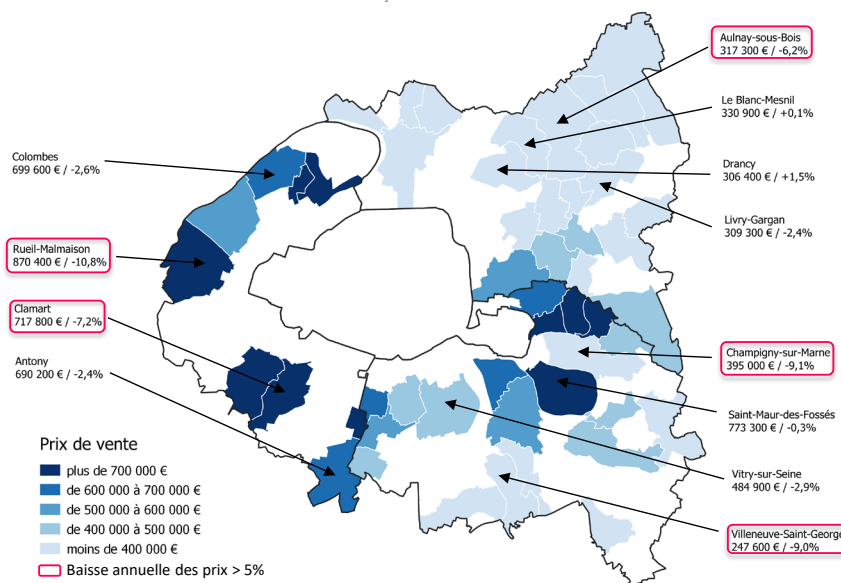 Aulnay-sous-Bois
317 300 € / -6,2%
Le Blanc-Mesnil
330 900 € / +0,1%
Colombes
699 600 € / -2,6%
Drancy
306 400 € / +1,5%
Livry-Gargan
309 300 € / -2,4%
Rueil-Malmaison
870 400 € / -10,8%
Clamart
717 800 € / -7,2%
Antony
690 200 € / -2,4%
Champigny-sur-Marne
395 000 € / -9,1%
Saint-Maur-des-Fossés
773 300 € / -0,3%
Vitry-sur-Seine
484 900 € / -2,9%
Villeneuve-Saint-George
247 600 € / -9,0%
Prix de vente
plus de 700 000 €
de 600 000 à 700 000 €
de 500 000 à 600 000 €
de 400 000 à 500 000 €
moins de 400 000 €
Baisse annuelle des prix > 5%